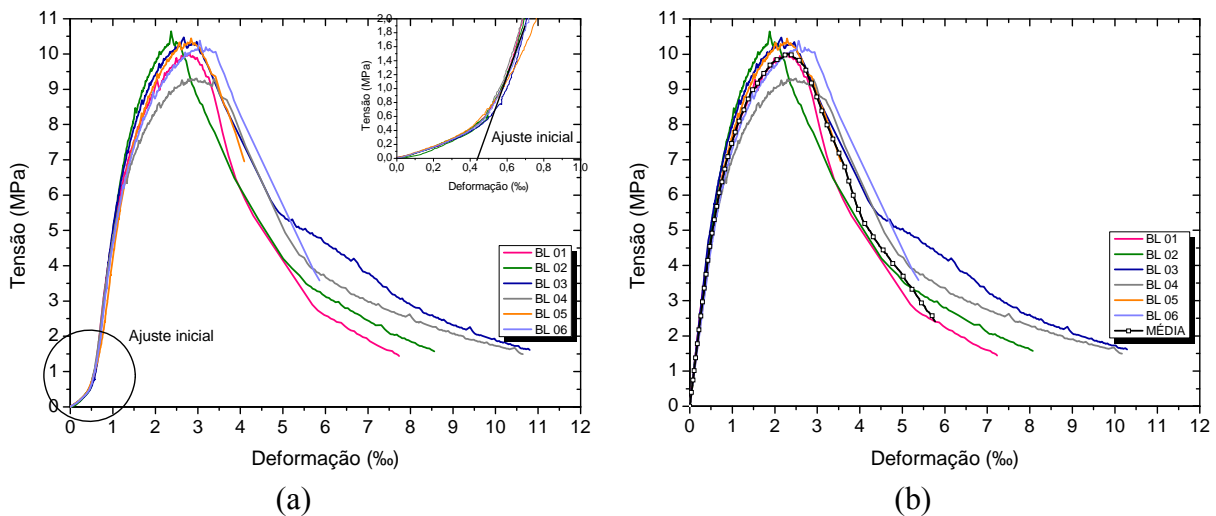 11
10
9
8
7
6
5
4
3
2
1
0
0 1 2 3 4 5 6 7 8 9 10 11 12
Tensão (MPa)
Deformação (‰)
Ajuste inicial
2,0
1,8
1,6
1,4
1,2
1,0
0,8
0,6
0,4
0,2
0,0
0,0 0,2 0,4 0,6 0,8 10
Tensão (MPa)
Deformação (‰)
Ajuste inicial
BL 01
BL 02
BL 03
BL 04
BL 05
BL 06
(a)
11
10
9
8
7
6
5
4
3
2
1
0
0 1 2 3 4 5 6 7 8 9 10 11 12
Tensão (MPa)
Deformação (‰)
BL 01
BL 02
BL 03
BL 04
BL 05
BL 06
MÉDIA
(b)